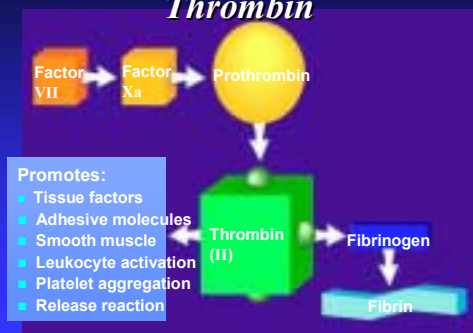 Thrombin
Factor
VII
Factor
Xa
Prothrombin
Promotes:
Tissue factors
Adhesive molecules
Smooth muscle
Leukocyte activation
Platelet aggregation
Release reaction
Thrombin
(II)
Fibrinogen
Fibrin